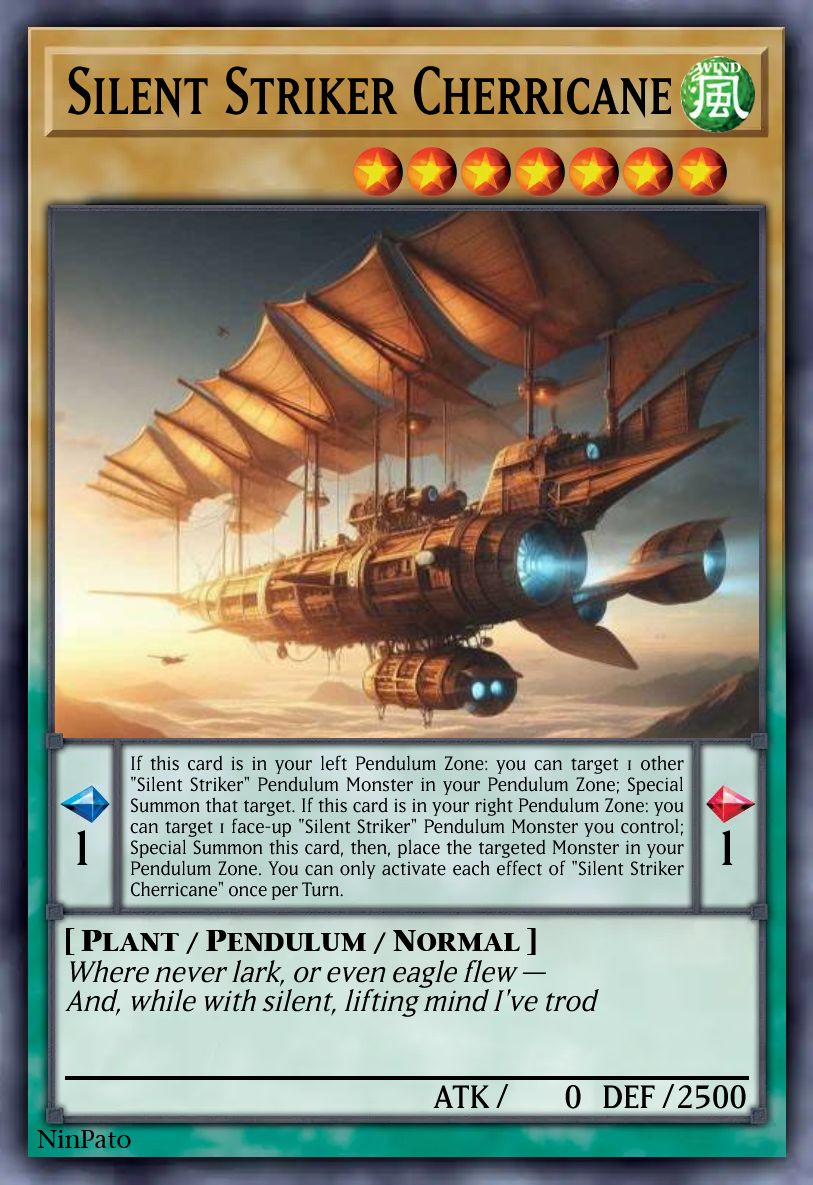 Silent Striker Cherricane
WIND
風
If this card is in your left Pendulum Zone: you can target 1 other
"Silent Striker" Pendulum Monster in your Pendulum Zone; Special
Summon that target. If this card is in your right Pendulum Zone: you
can target 1 face-up "Silent Striker" Pendulum Monster you control;
Special Summon this card, then, place the targeted Monster in your
Pendulum Zone. You can only activate each effect of "Silent Striker
Cherricane" once per Turn.
1
1
[ Plant / Pendulum / Normal ]
Where never lark, or even eagle flew —
And, while with silent, lifting mind I've trod
ATK / 0 DEF /2500
NinPato